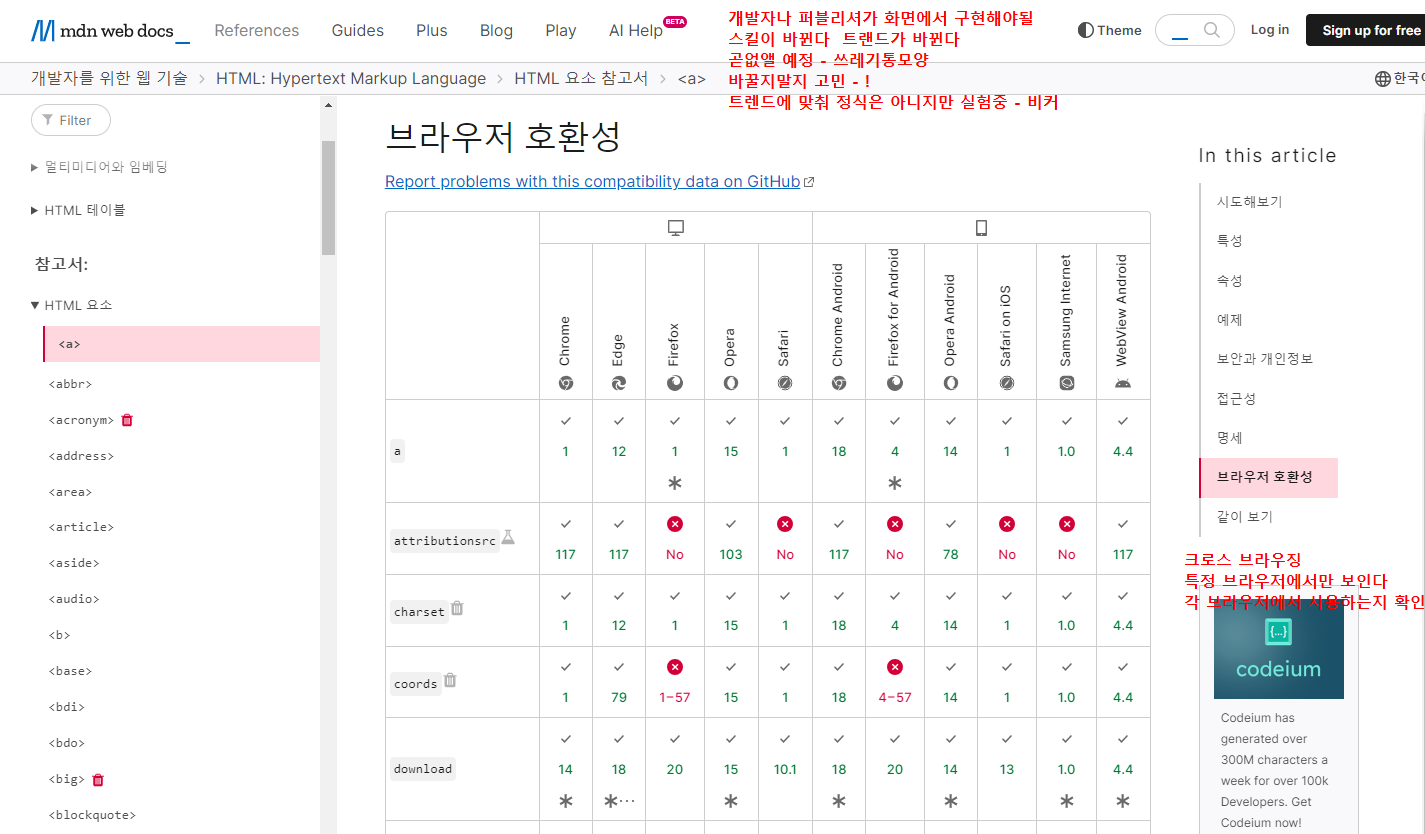 mdn web docs _
References Guides Plus Blog Play AI Help BETA
Theme
Log in
Sign up for free
개발자나 퍼블리셔가 화면에서 구현해야될
스킬이 바뀐다 트랜드가 바뀐다
곧없앨 예정 - 쓰레기통모양
바꿀지말지 고민 - !
트렌드에 맞춰 정식은 아니지만 실험중 - 비커
개발자를 위한 웹 기술 > HTML: Hypertext Markup Language > HTML 요소 참고서 > <a>
한국어
Filter
멀티미디어와 임베딩
HTML 테이블
참고서:
HTML 요소
<a>
<abbr>
<acronym>
<address>
<area>
<article>
<aside>
<audio>
<b>
<base>
<bdi>
<bdo>
<big>
<blockquote>
브라우저 호환성
Report problems with this compatibility data on GitHub
Chrome Edge Firefox Opera Safari Chrome Android Firefox for Android Opera Android Safari on iOS Samsung Internet WebView Android
a 1 12 1 15 1 18 4 14 1 1.0 4.4
* *
attributionsrc 117 117 No 103 No 117 No 78 No No 117
charset 1 12 1 15 1 18 4 14 1 1.0 4.4
coords 1 79 1–57 15 1 18 4–57 14 1 1.0 4.4
download 14 18 20 15 10.1 18 20 14 13 1.0 4.4
* *… * * * * *
In this article
시도해보기
특성
속성
예제
보안과 개인정보
접근성
명세
브라우저 호환성
같이 보기
크로스 브라우징
특정 브라우저에서만 보인다
각 브라우저에서 사용하는지 확인
{...}
codeium
Codeium has
generated over
300M characters a
week for over 100k
Developers. Get
Codeium now!